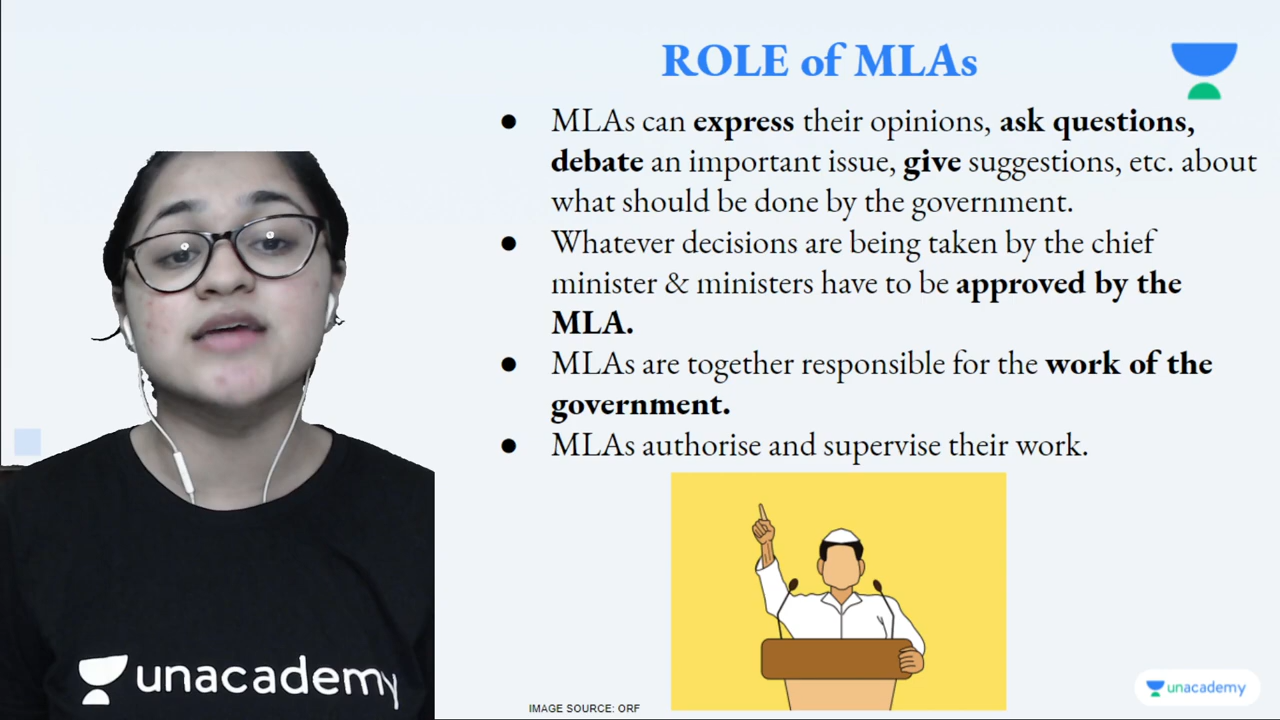 ROLE of MLAs
● MLAs can express their opinions, ask questions,
debate an important issue, give suggestions, etc. about
what should be done by the government.
● Whatever decisions are being taken by the chief
minister & ministers have to be approved by the
MLA.
● MLAs are together responsible for the work of the
government.
● MLAs authorise and supervise their work.
unacademy
IMAGE SOURCE: ORF
unacademy